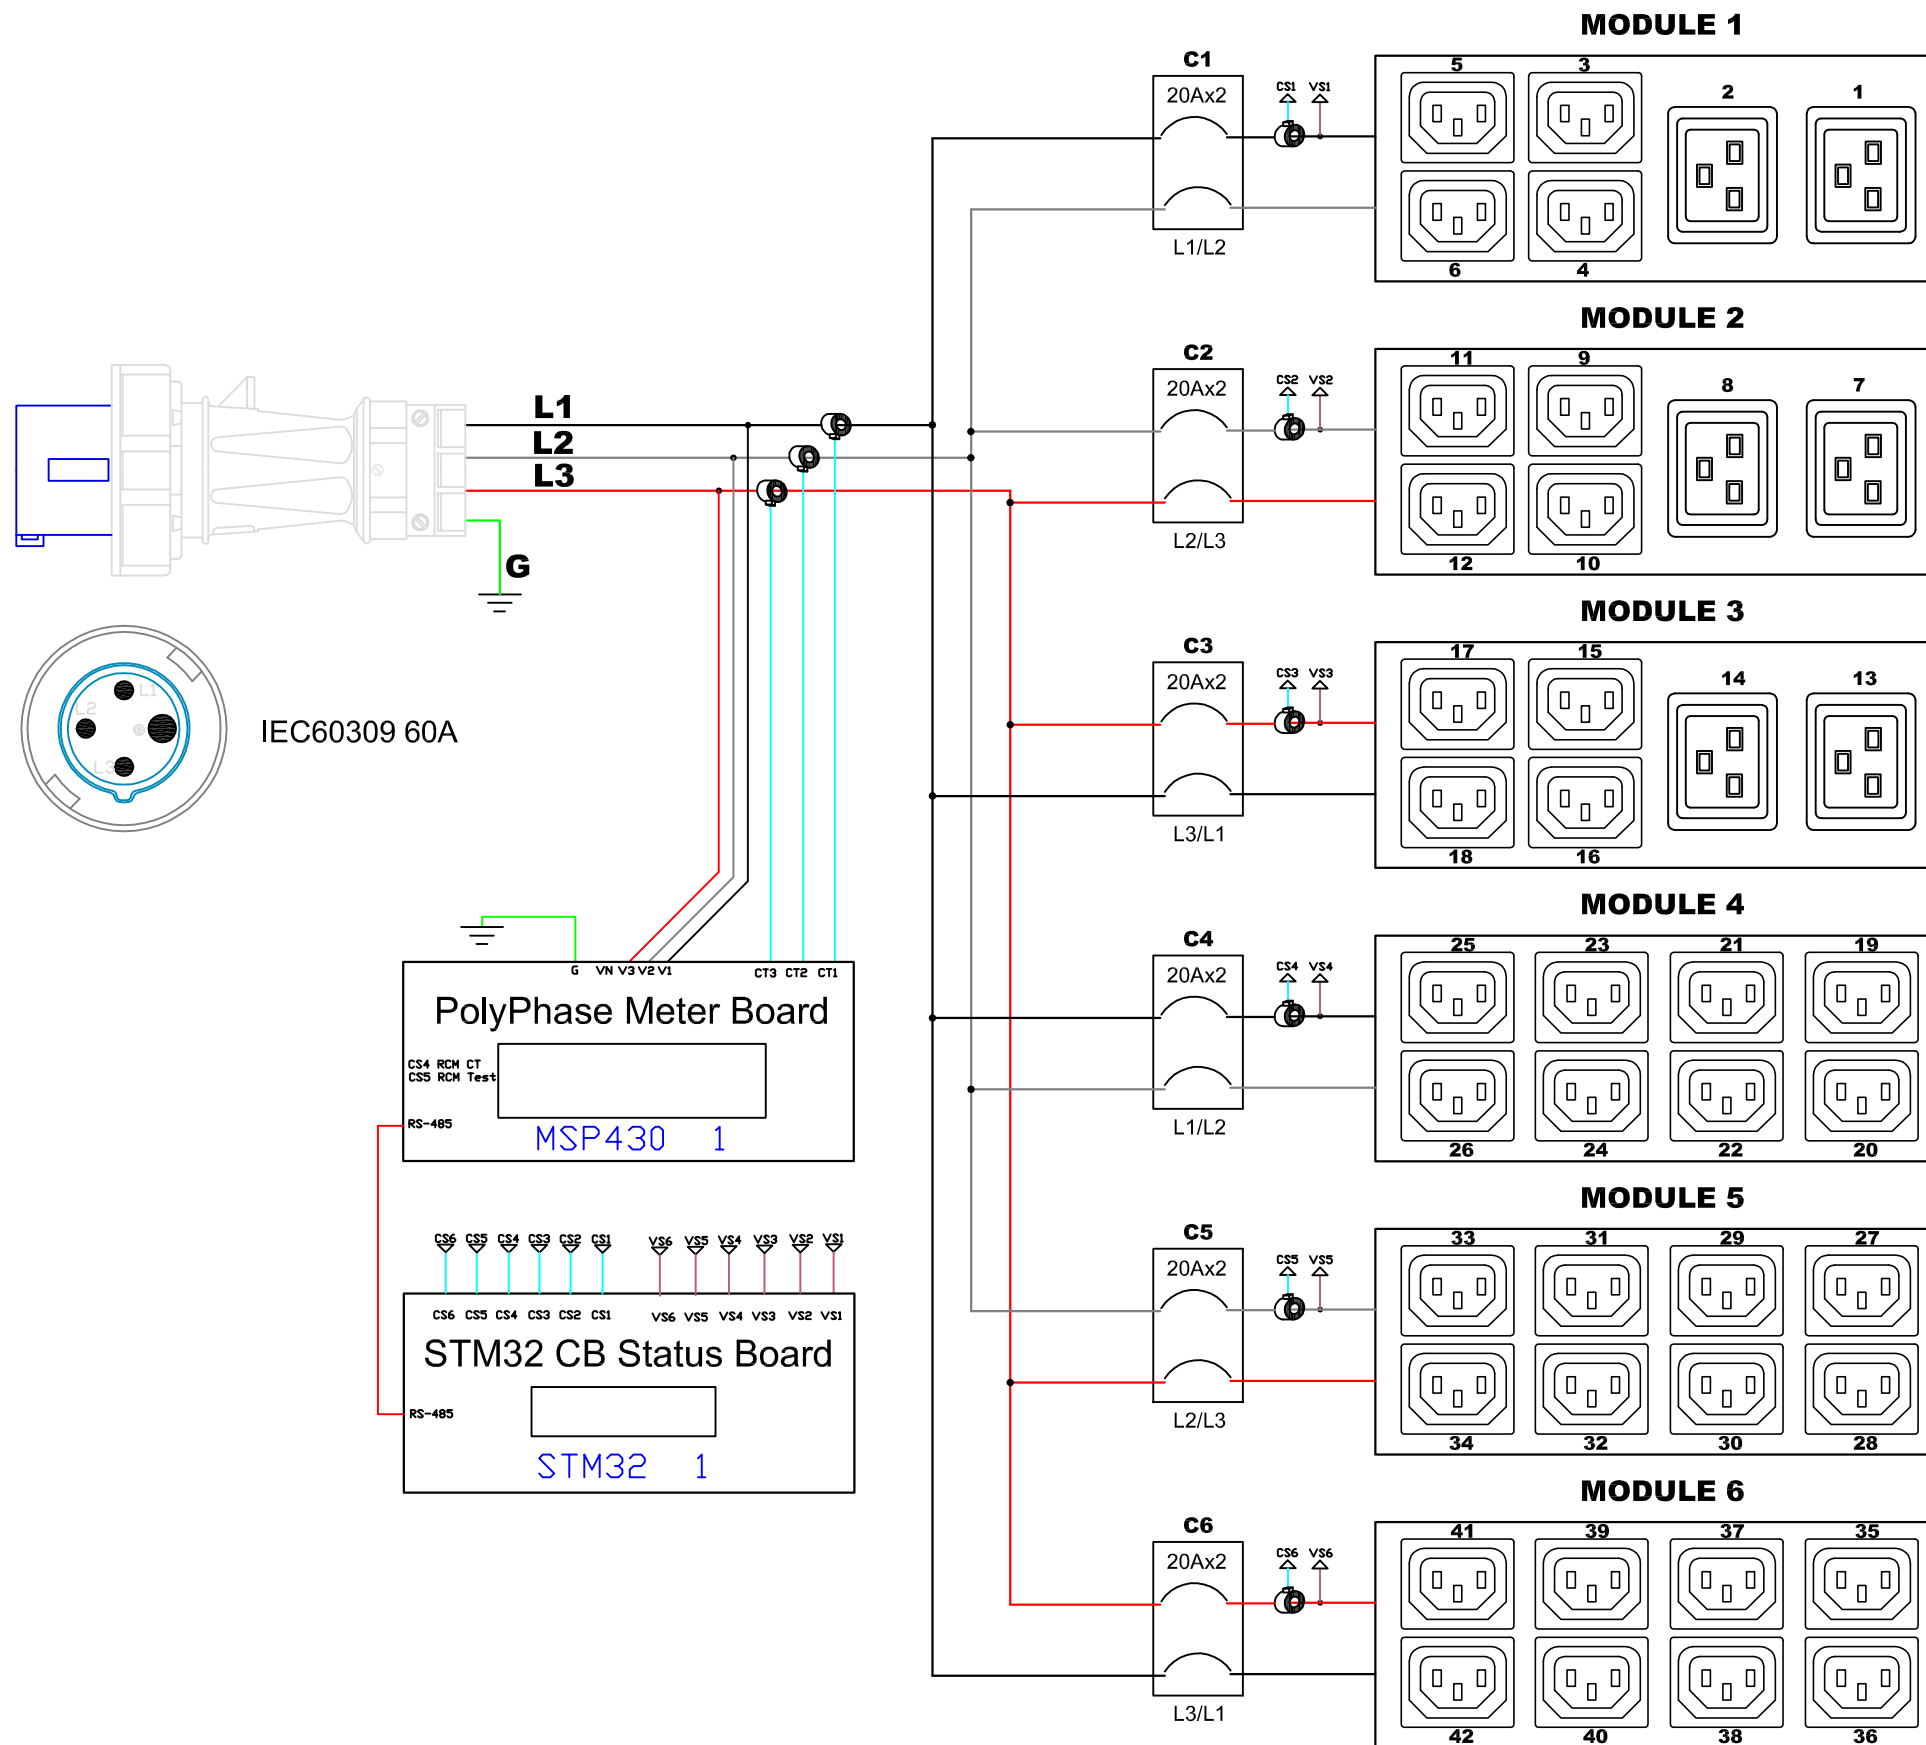 MODULE 1
C1
20Ax2
CS1 VS1
L1/L2
5 3
2 1
6 4
MODULE 2
C2
20Ax2
CS2 VS2
L2/L3
11 9
8 7
12 10
L1
L2
L3
G
L1
L2
L3
IEC60309 60A
MODULE 3
C3
20Ax2
CS3 VS3
L3/L1
17 15
14 13
18 16
MODULE 4
C4
20Ax2
CS4 VS4
L1/L2
25 23 21 19
26 24 22 20
G VN V3 V2 V1 CT3 CT2 CT1
PolyPhase Meter Board
CS4 RCM CT
CS5 RCM Test
RS-485
MSP430 1
MODULE 5
C5
20Ax2
CS5 VS5
L2/L3
33 31 29 27
34 32 30 28
CS6 CS5 CS4 CS3 CS2 CS1 VS6 VS5 VS4 VS3 VS2 VS1
CS6 CS5 CS4 CS3 CS2 CS1 VS6 VS5 VS4 VS3 VS2 VS1
STM32 CB Status Board
RS-485
STM32 1
MODULE 6
C6
20Ax2
CS6 VS6
L3/L1
41 39 37 35
42 40 38 36